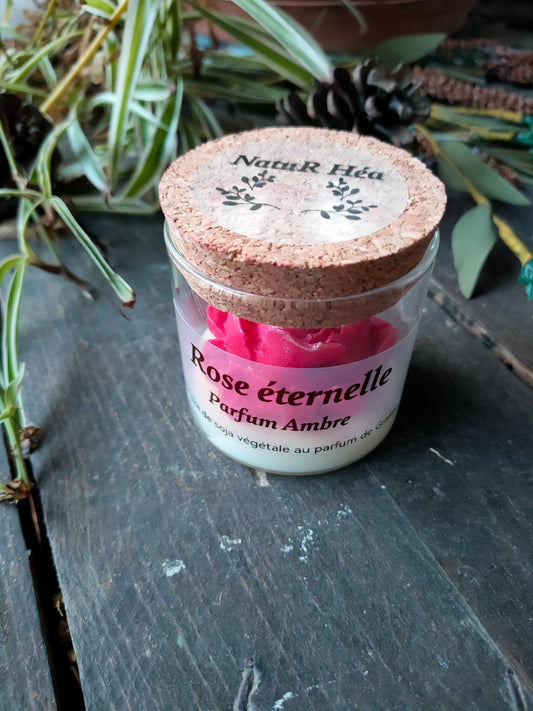 NatuR Héa
Rose éternelle
Parfum Ambre
de soja végétale au parfum de